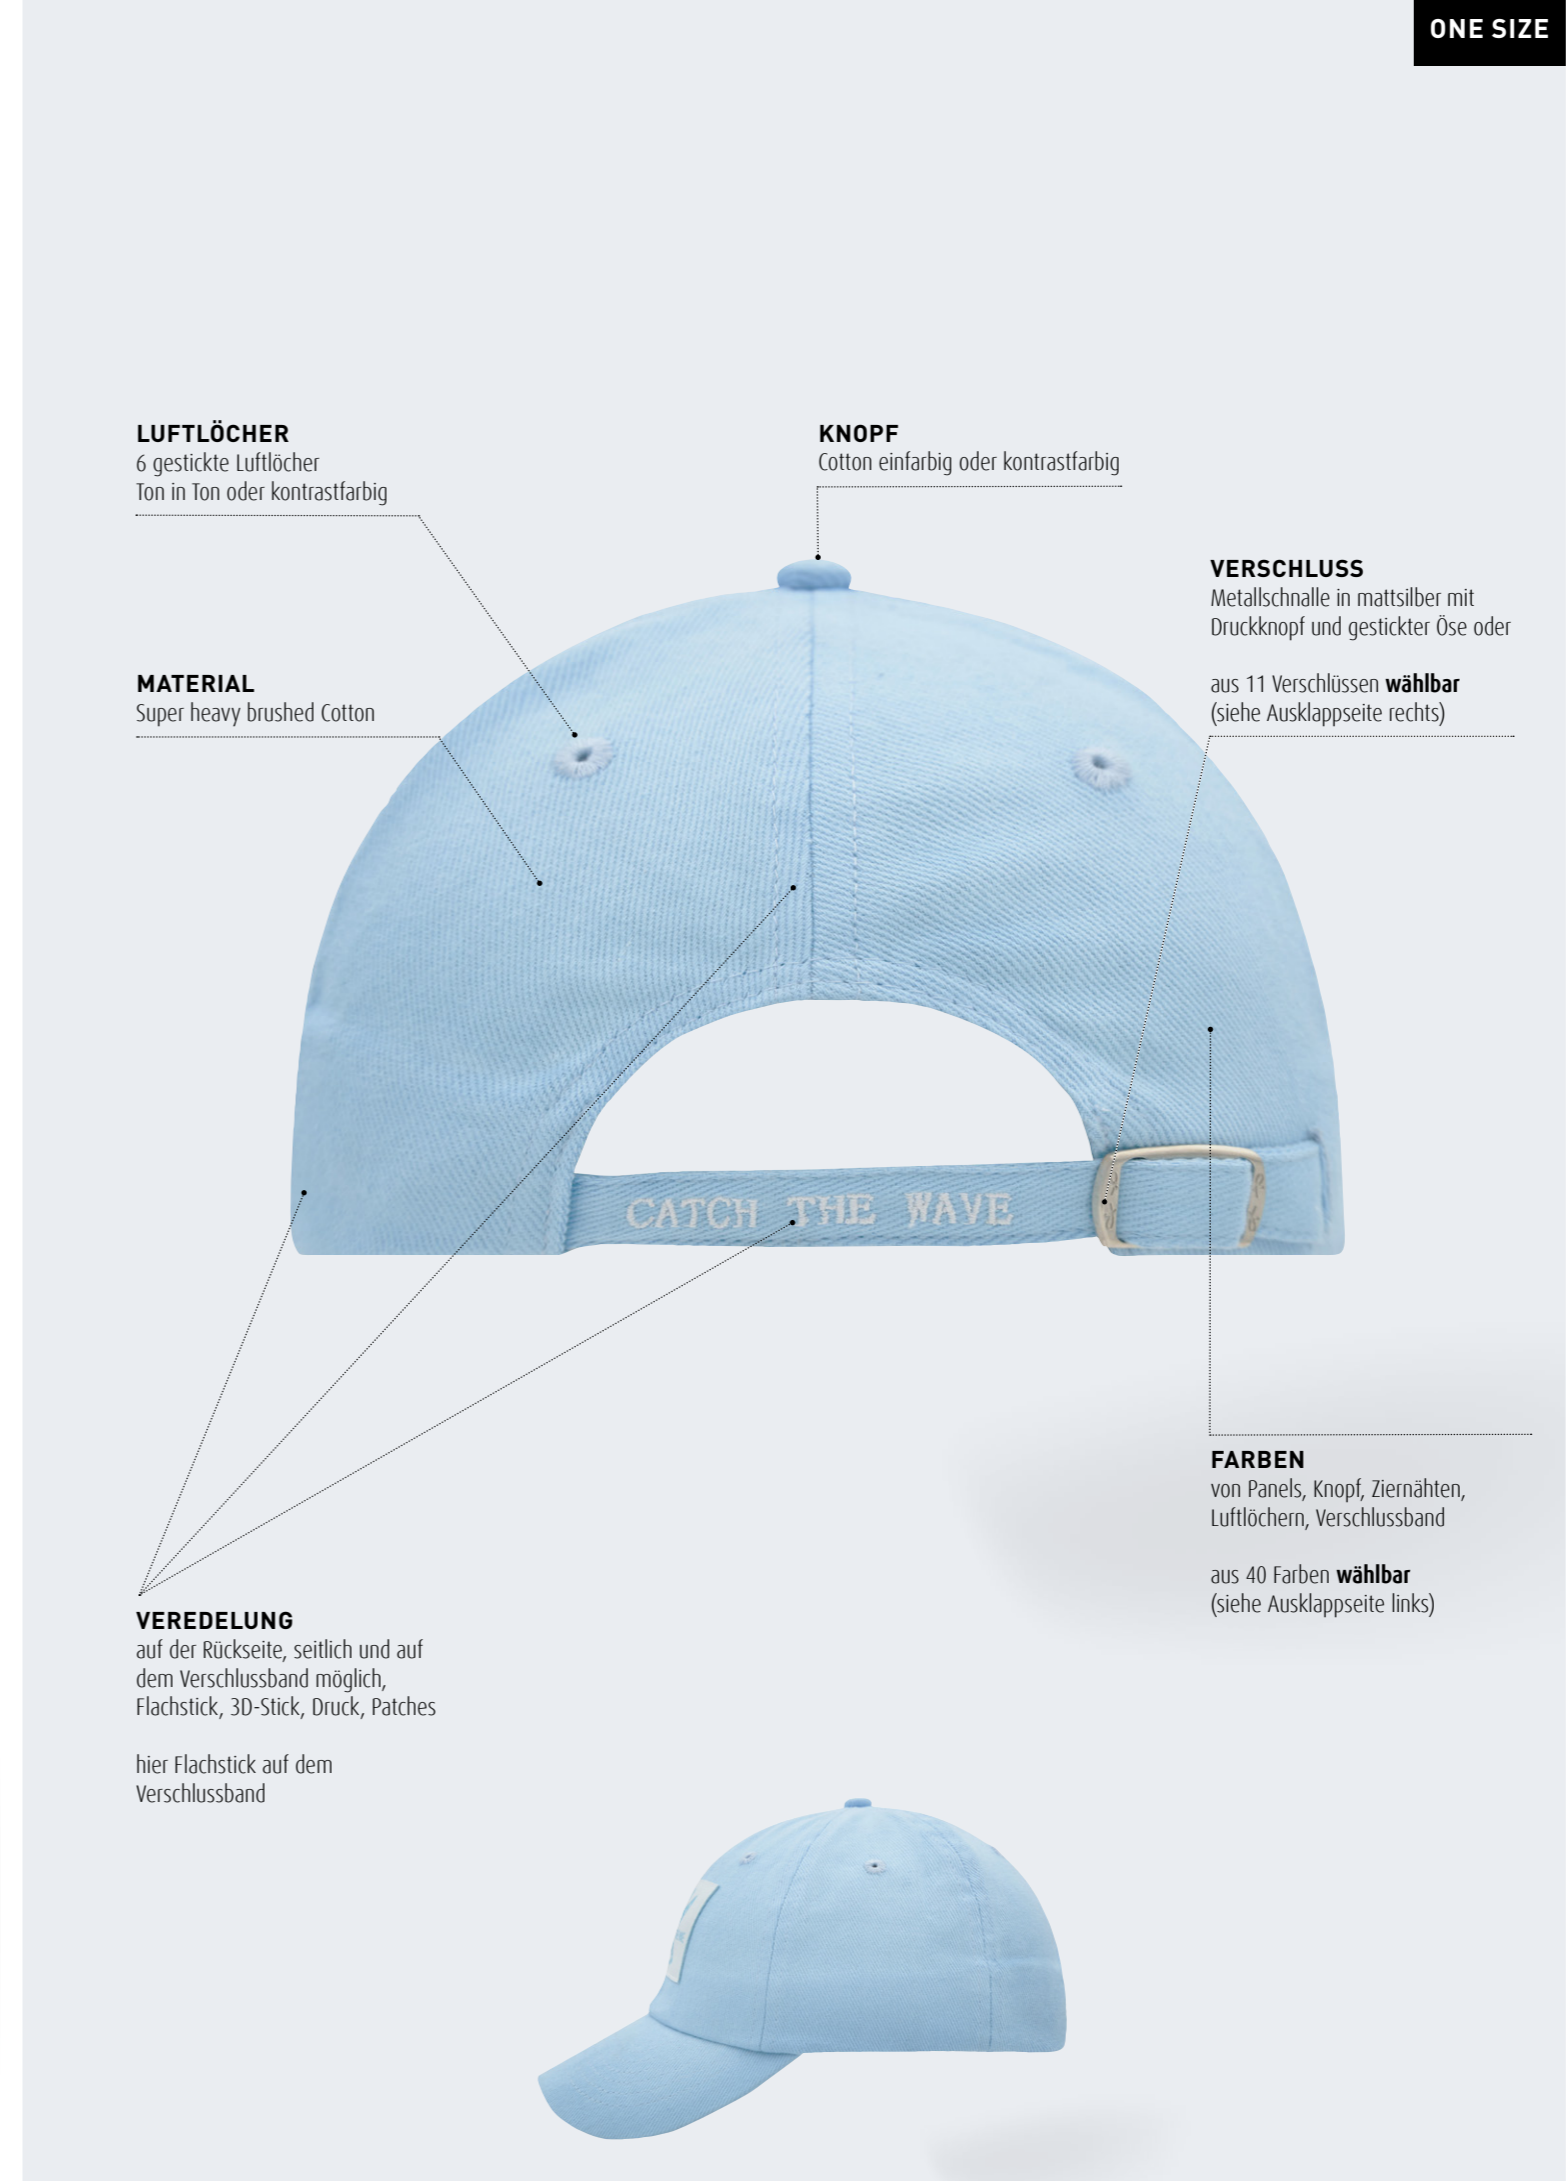 ONE SIZE
LUFTLÖCHER
6 gestickte Luftlöcher
Ton in Ton oder kontrastfarbig
KNOPF
Cotton einfarbig oder kontrastfarbig
VERSCHLUSS
Metallschnalle in mattsilber mit
Druckknopf und gestickter Öse oder
aus 11 Verschlüssen wählbar
(siehe Ausklappseite rechts)
MATERIAL
Super heavy brushed Cotton
CATCH THE WAVE
FARBEN
von Panels, Knopf, Ziernähten,
Luftlöchern, Verschlussband
aus 40 Farben wählbar
(siehe Ausklappseite links)
VEREDELUNG
auf der Rückseite, seitlich und auf
dem Verschlussband möglich,
Flachstick, 3D-Stick, Druck, Patches
hier Flachstick auf dem
Verschlussband